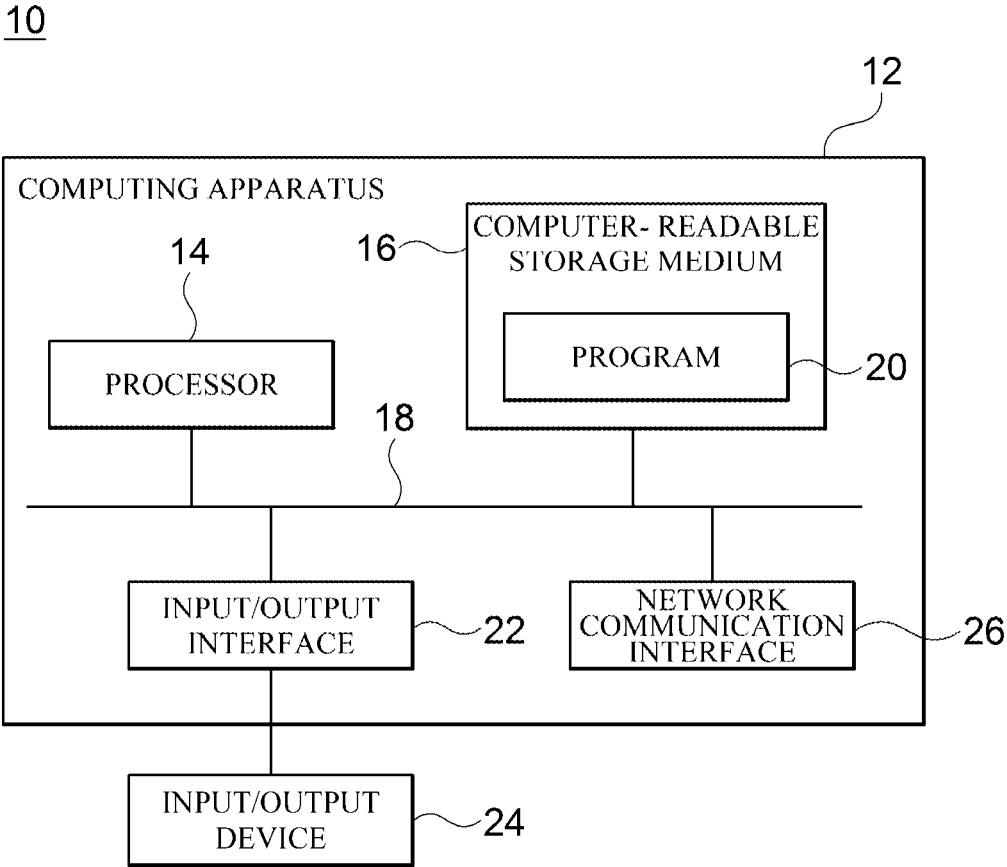 10
12
COMPUTING APPARATUS
14
PROCESSOR
16
COMPUTER- READABLE
STORAGE MEDIUM
PROGRAM
20
18
INPUT/OUTPUT
INTERFACE
22
NETWORK
COMMUNICATION
INTERFACE
26
INPUT/OUTPUT
DEVICE
24